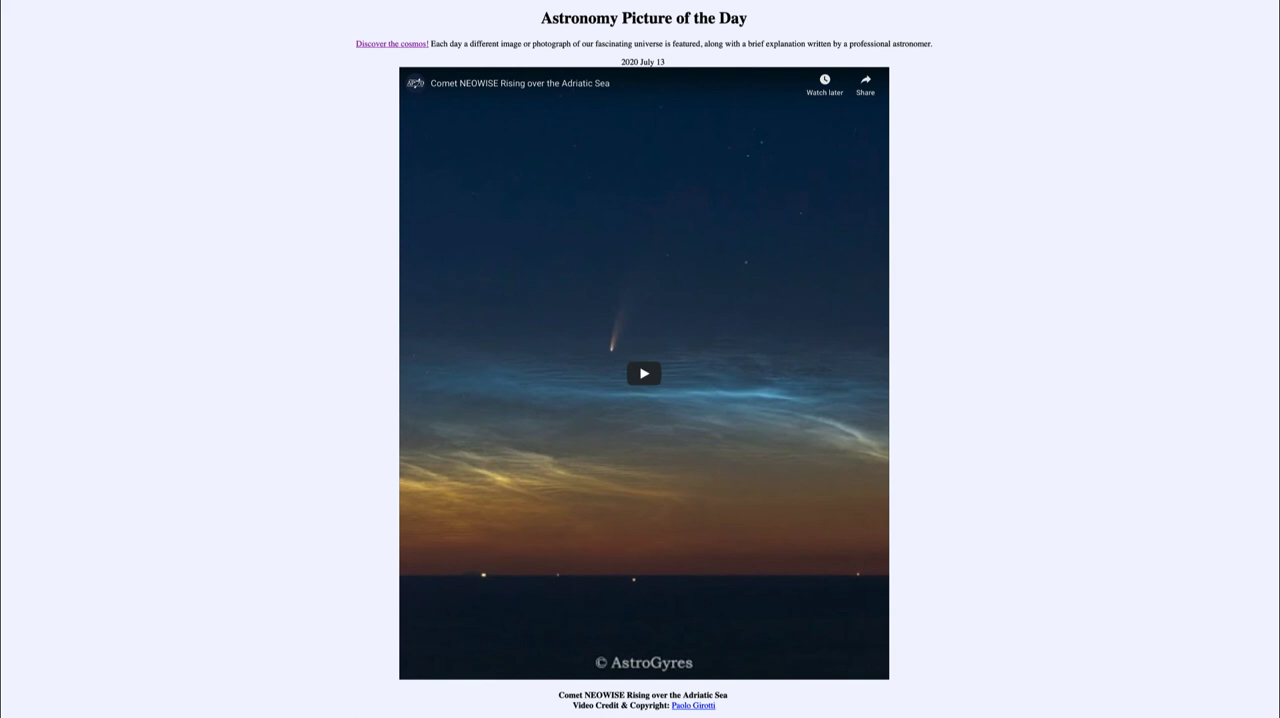 Astronomy Picture of the Day
Discover the cosmos! Each day a different image or photograph of our fascinating universe is featured, along with a brief explanation written by a professional astronomer.
2020 July 13
Comet NEOWISE Rising over the Adriatic Sea
Watch later
Share
© AstroGyres
Comet NEOWISE Rising over the Adriatic Sea
Video Credit & Copyright: Paolo Girotti